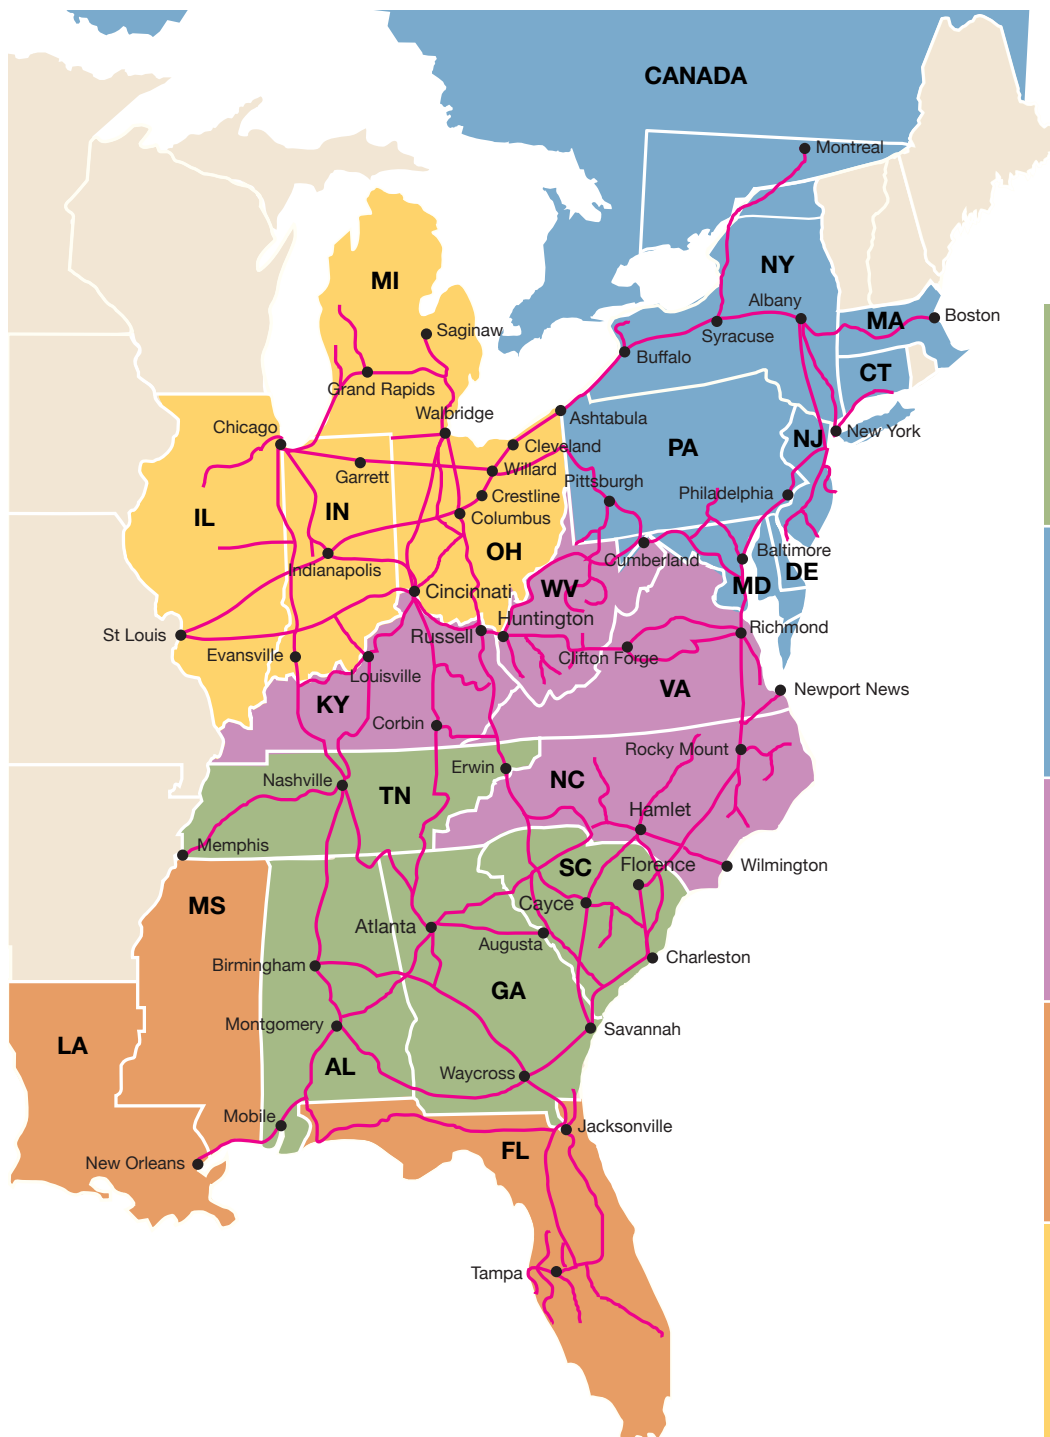 CANADA
Montreal
NY
MI
Albany
Boston
MA
Saginaw
Syracuse
Buffalo
CT
Grand Rapids
Walbridge
Ashtabula
Chicago
New York
NJ
Cleveland
PA
Willard
Garrett
Pittsburgh
Philadelphia
Crestline
IL
IN
Columbus
OH
Baltimore
Cumberland
Indianapolis
DE
MD
WV
Cincinnati
Huntington
Richmond
St Louis
Russell
Evansville
Clifton Forge
Louisville
VA
Newport News
KY
Corbin
Rocky Mount
Erwin
NC
Nashville
TN
Hamlet
Memphis
SC
Florence
Wilmington
MS
Cayce
Atlanta
Augusta
Charleston
Birmingham
GA
Montgomery
Savannah
LA
AL
Waycross
Mobile
Jacksonville
FL
New Orleans
Tampa